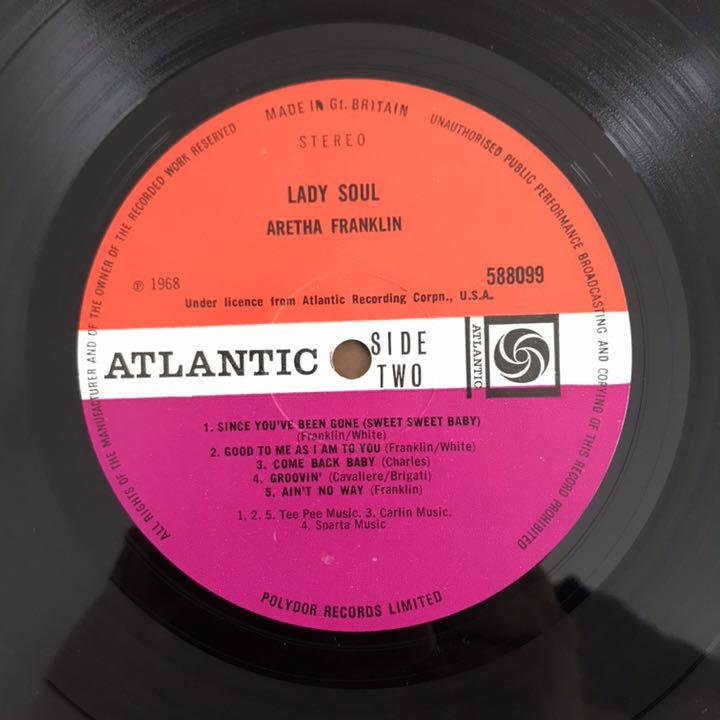 MADE IN Gt. BRITAIN
ALL RIGHTS OF THE MANUFACTURER AND OF THE OWNER OF THE RECORDED WORK RESERVED
UNAUTHORISED PUBLIC PERFORMANCE BROADCASTING AND COPYING OF THIS RECORD PROHIBITED
STEREO
LADY SOUL
ARETHA FRANKLIN
℗ 1968
588099
Under licence from Atlantic Recording Corpn., U.S.A.
ATLANTIC
SIDE
TWO
ATLANTIC
1. SINCE YOU'VE BEEN GONE (SWEET SWEET BABY)
(Franklin/White)
2. GOOD TO ME AS I AM TO YOU (Franklin/White)
3. COME BACK BABY (Charles)
4. GROOVIN' (Cavaliere/Brigati)
5. AIN'T NO WAY (Franklin)
1, 2, 5. Tee Pee Music. 3. Carlin Music.
4. Sparta Music
POLYDOR RECORDS LIMITED